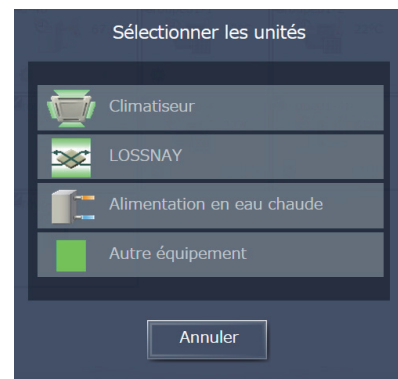 Sélectionner les unités
Climatiseur
LOSSNAY
Alimentation en eau chaude
Autre équipement
Annuler